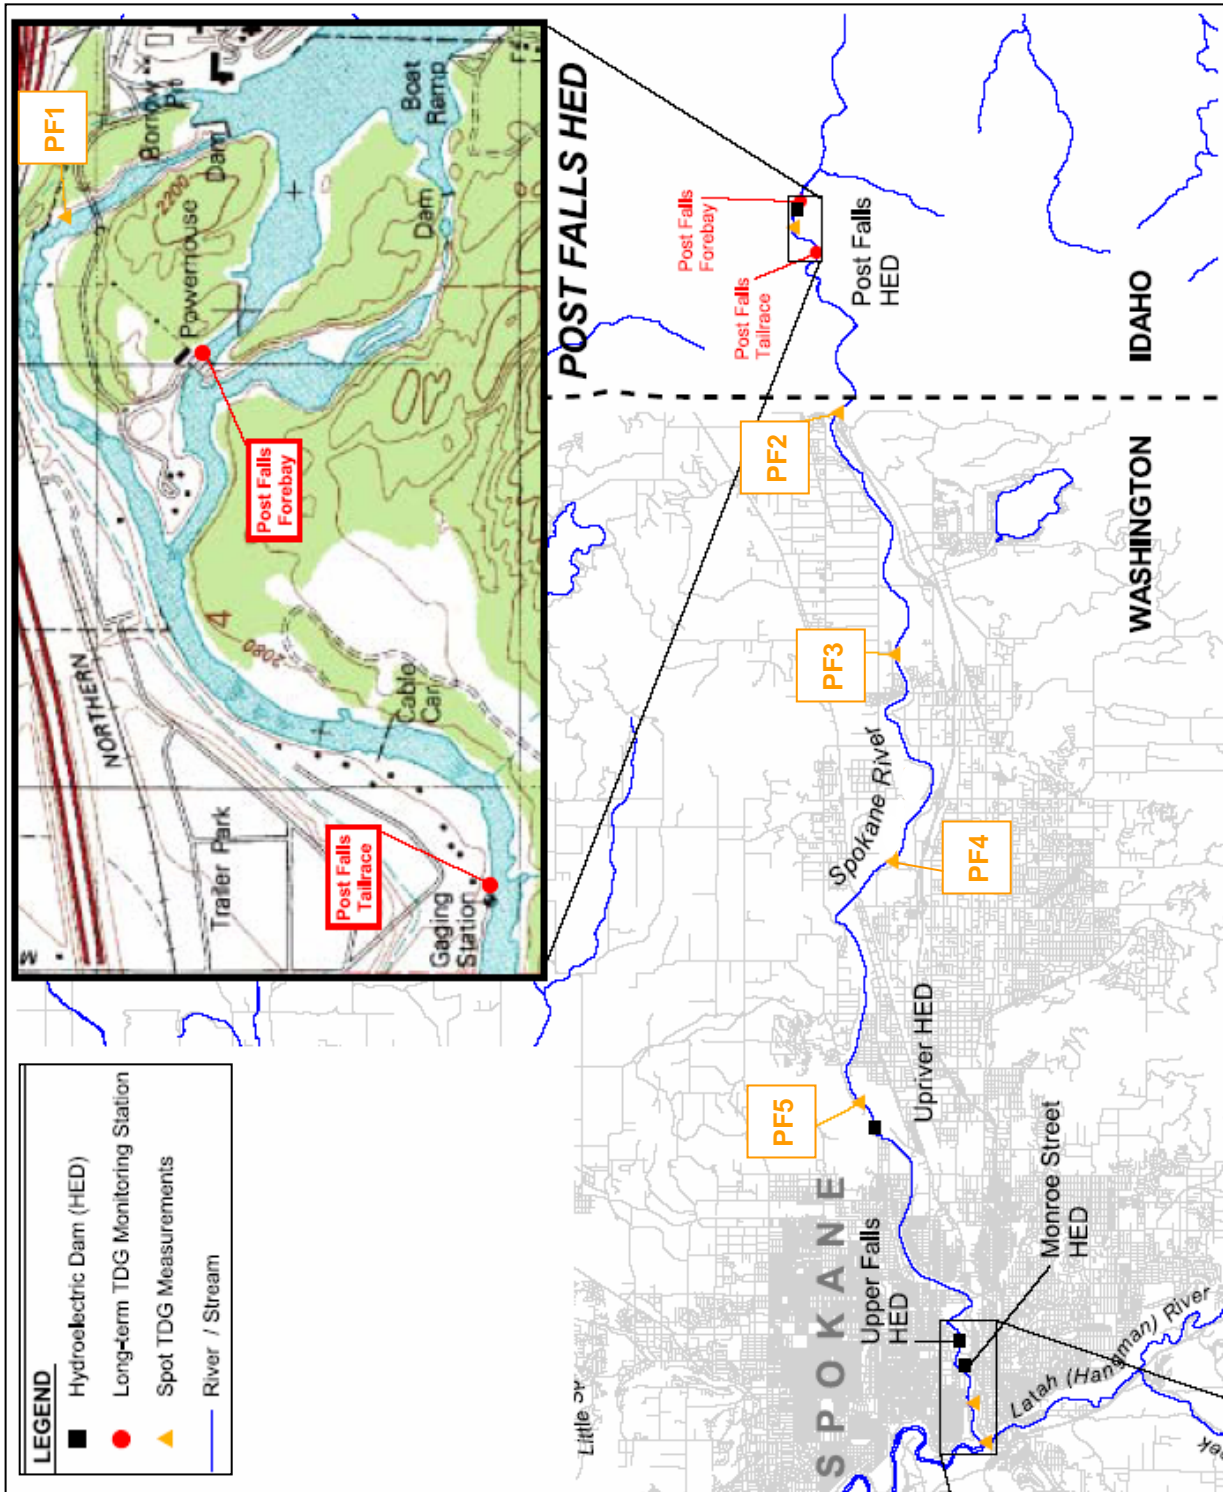 LEGEND
Hydroelectric Dam (HED)
Long-term TDG Monitoring Station
Spot TDG Measurements
River / Stream
PF1
Borrow
Pit
Dam
Boat
Ramp
2200
Powerhouse
Dam
Post Falls
Forebay
NORTHERN
4
2080
Cable
Car
Trailer Park
Post Falls
Tailrace
Gaging
Station
M
POST FALLS HED
Post Falls
Forebay
Post Falls
Tailrace
Post Falls
HED
IDAHO
WASHINGTON
PF2
PF3
Spokane River
PF4
PF5
Upriver HED
SPOKANE
Upper Falls
HED
Monroe Street
HED
Latah (Hangman) River
Little